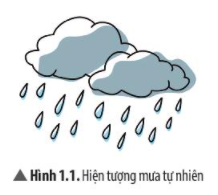 ▲ Hình 1.1. Hiện tượng mưa tự nhiên